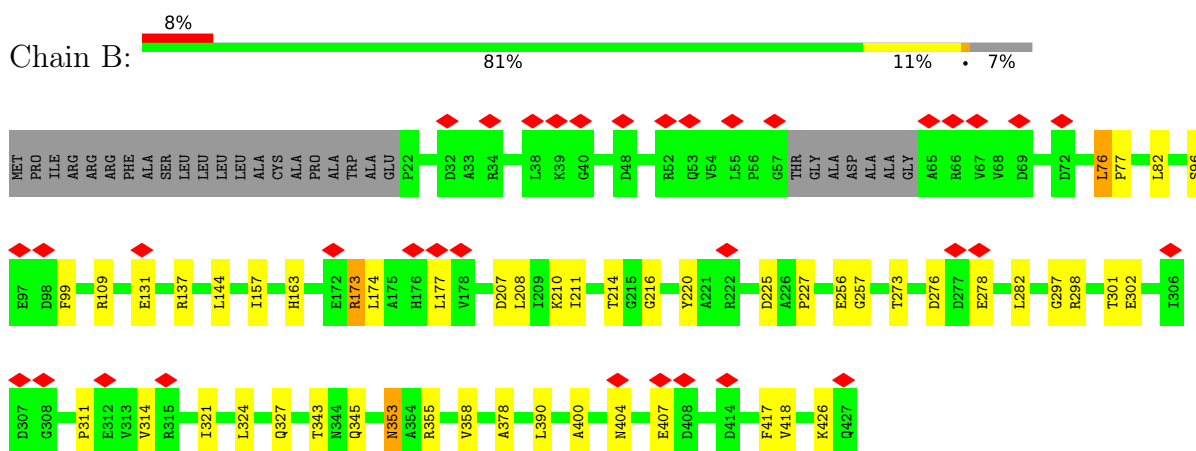 8%
Chain B:
81% 11% • 7%
MET PRO ILE ARG ARG ARG PHE ALA SER LEU LEU LEU LEU ALA CYS ALA PRO ALA TRP ALA GLU P22 D32 A33 R34 L38 K39 G40 D48 R52 Q53 V54 L55 P56 G57 THR GLY ALA ASP ALA ALA GLY A65 R66 V67 V68 D69 D72 L76 P77 L82 S96
E97 D98 F99 R109 E131 R137 L144 I157 H163 E172 R173 L174 A175 H176 L177 V178 D207 L208 I209 K210 I211 T214 G215 G216 Y220 A221 R222 D225 A226 P227 E256 G257 T273 D276 D277 E278 L282 G297 R298 T301 E302 I306
D307 G308 P311 E312 V313 V314 R315 I321 L324 Q327 T343 N344 Q345 N353 A354 R355 V358 A378 L390 A400 N404 E407 D408 D414 F417 V418 K426 Q427